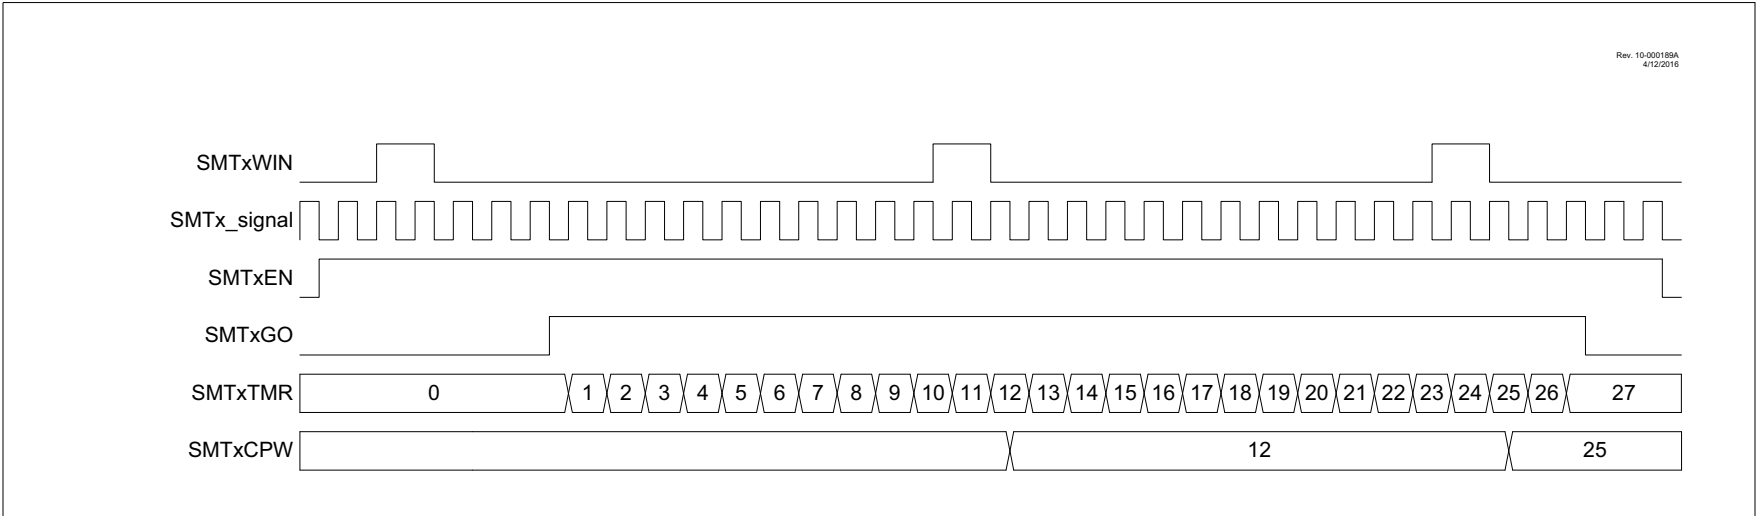 Rev. 10-000189A
4/12/2016
SMTxWIN
SMTx_signal
SMTxEN
SMTxGO
SMTxTMR 0 1 2 3 4 5 6 7 8 9 10 11 12 13 14 15 16 17 18 19 20 21 22 23 24 25 26 27
SMTxCPW 12 25